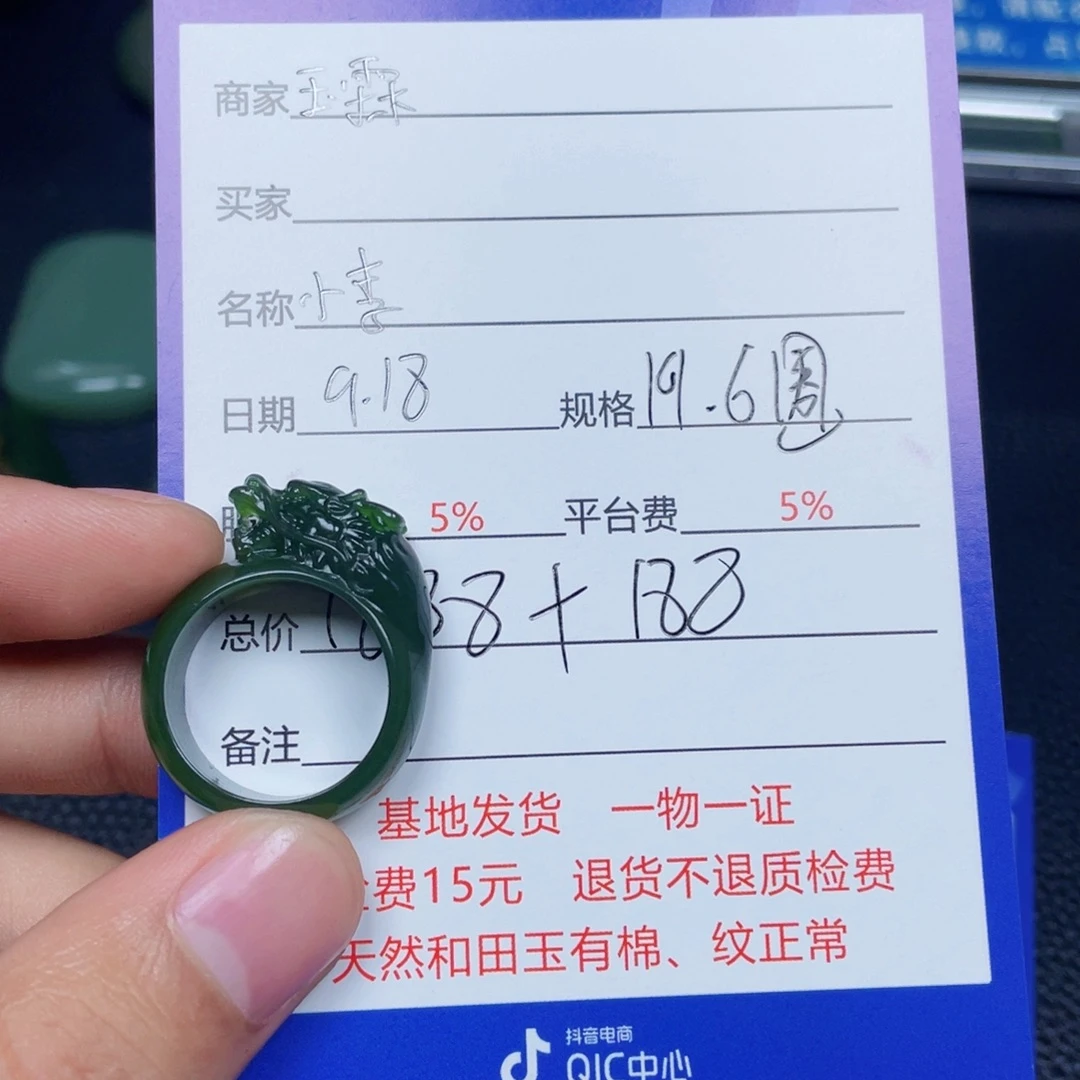 商家 玉霖
买家
名称 小喜
日期 9.18 规格 19.6圈
5% 平台费 5%
总价 88+188
备注
基地发货 一物一证
费15元 退货不退质检费
天然和田玉有棉、纹正常
抖音电商
QIC中心